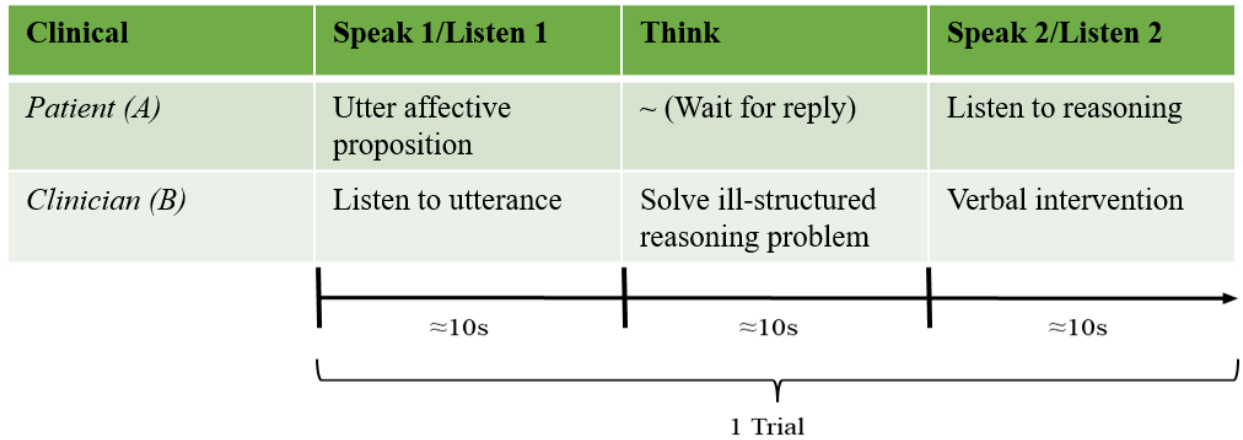 Clinical Speak 1/Listen 1 Think Speak 2/Listen 2
Patient (A) Utter affective ~ (Wait for reply) Listen to reasoning
proposition
Clinician (B) Listen to utterance Solve ill-structured Verbal intervention
reasoning problem
≈10s ≈10s ≈10s
1 Trial